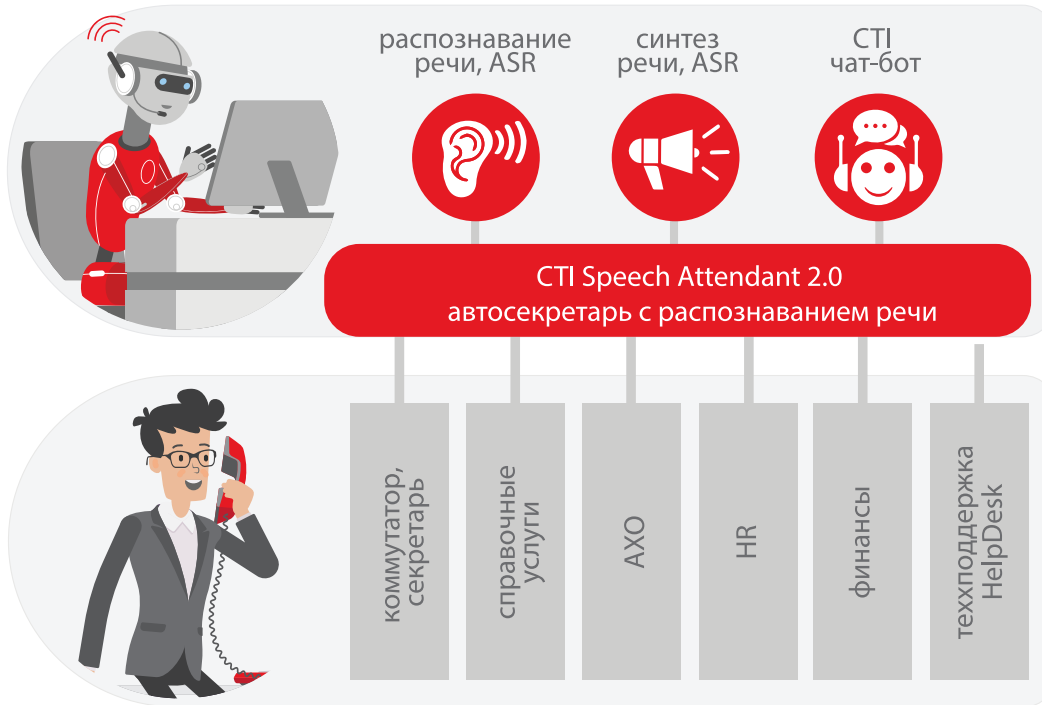 распознавание
речи, ASR
синтез
речи, ASR
CTI
чат-бот
CTI Speech Attendant 2.0
автосекретарь с распознаванием речи
коммутатор,
секретарь
справочные
услуги
АХО
HR
финансы
теххподдержка
HelpDesk